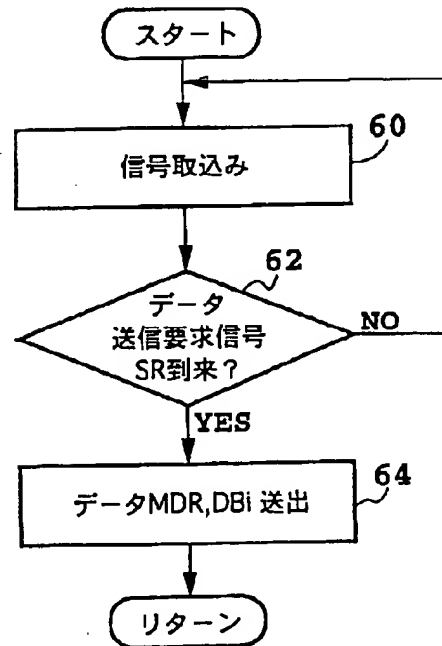 スタート
60
信号取込み
62
データ
送信要求信号
SR到来？
NO
YES
64
データMDR,DBi 送出
リターン